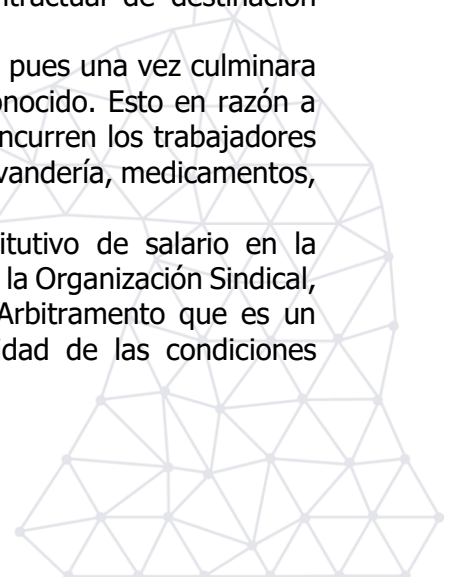 ntractual de destinación
pues una vez culminara
onocido. Esto en razón a
ncurren los trabajadores
vandería, medicamentos,
itutivo de salario en la
la Organización Sindical,
Arbitramento que es un
idad de las condiciones